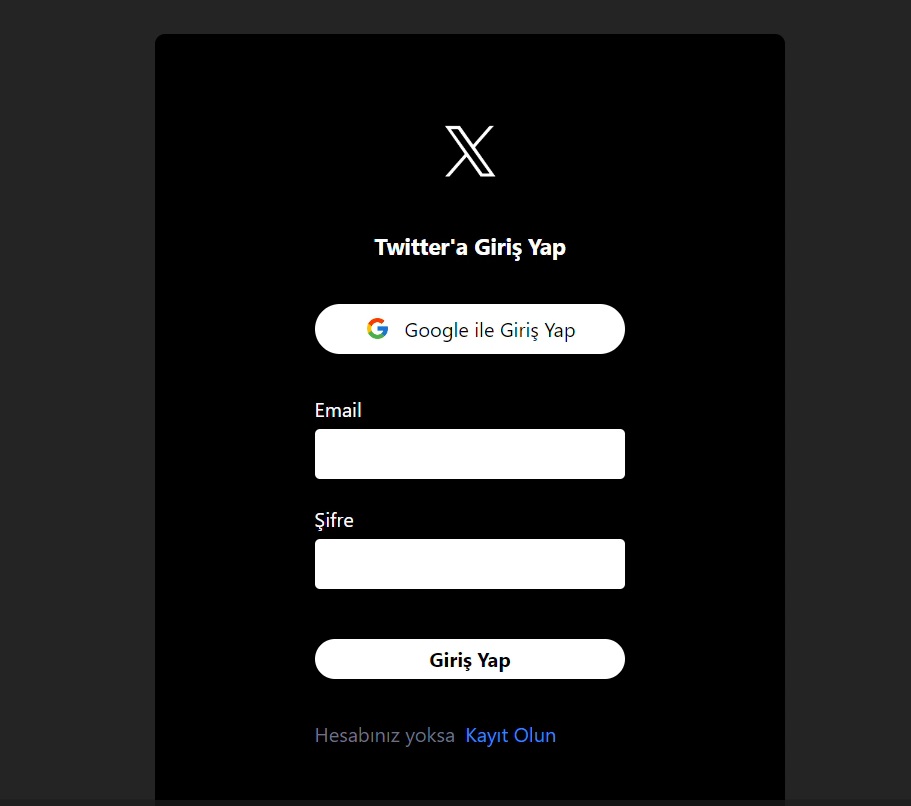 Twitter'a Giriş Yap
Google ile Giriş Yap
Email
Şifre
Giriş Yap
Hesabınız yoksa Kayıt Olun